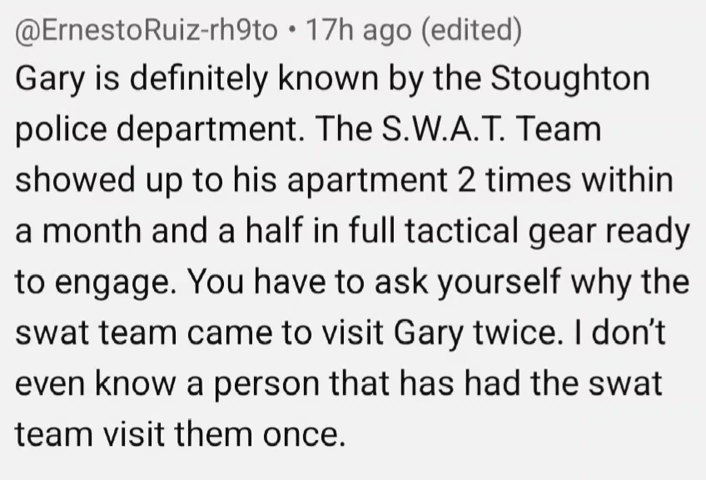 @ErnestoRuiz-rh9to • 17h ago (edited)
Gary is definitely known by the Stoughton
police department. The S.W.A.T. Team
showed up to his apartment 2 times within
a month and a half in full tactical gear ready
to engage. You have to ask yourself why the
swat team came to visit Gary twice. I don't
even know a person that has had the swat
team visit them once.